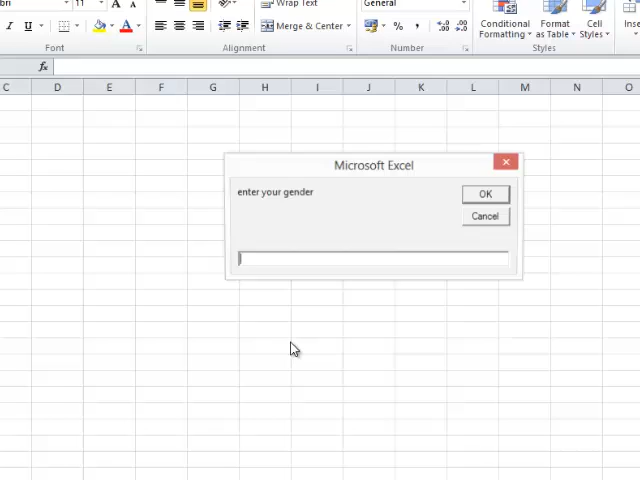 11
Wrap Text
General
Merge & Center
Conditional Formatting
Format as Table
Cell Styles
I U A
% ,
Font
Alignment
Number
Styles
fx
C D E F G H I J K L M N O
Microsoft Excel
enter your gender
OK
Cancel